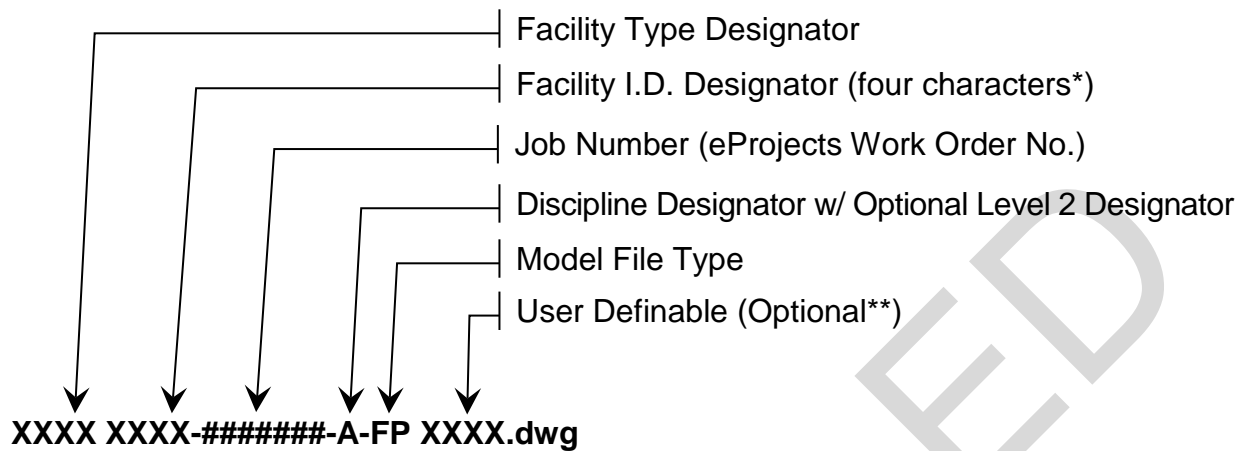 Facility Type Designator
Facility I.D. Designator (four characters*)
Job Number (eProjects Work Order No.)
Discipline Designator w/ Optional Level 2 Designator
Model File Type
User Definable (Optional**)
XXXX XXXX-#######-A-FP XXXX.dwg
ED